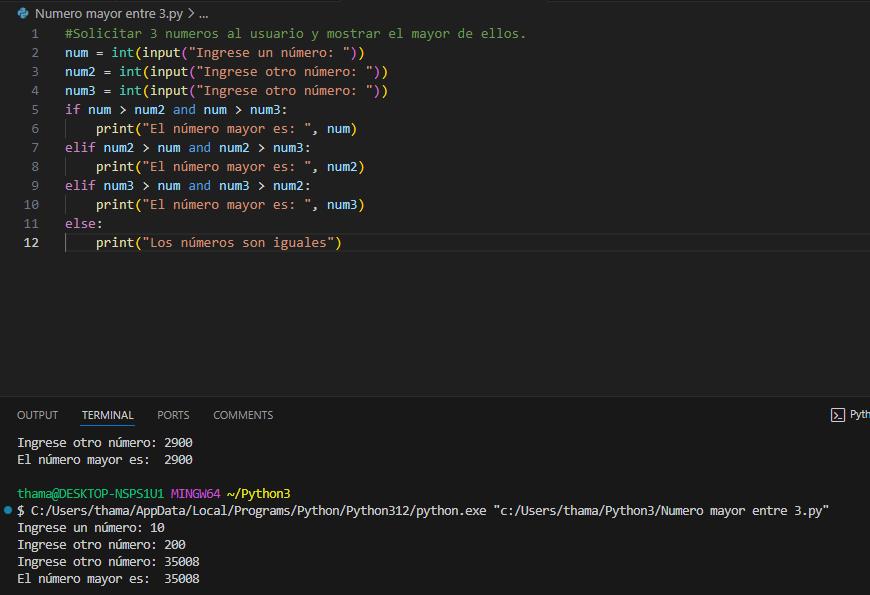 Numero mayor entre 3.py > ...
1 #Solicitar 3 numeros al usuario y mostrar el mayor de ellos.
2 num = int(input("Ingrese un número: "))
3 num2 = int(input("Ingrese otro número: "))
4 num3 = int(input("Ingrese otro número: "))
5 if num > num2 and num > num3:
6     print("El número mayor es: ", num)
7 elif num2 > num and num2 > num3:
8     print("El número mayor es: ", num2)
9 elif num3 > num and num3 > num2:
10     print("El número mayor es: ", num3)
11 else:
12     print("Los números son iguales")
OUTPUT TERMINAL PORTS COMMENTS Pyth
Ingrese otro número: 2900
El número mayor es:  2900
thama@DESKTOP-NSPS1U1 MINGW64 ~/Python3
$ C:/Users/thama/AppData/Local/Programs/Python/Python312/python.exe "c:/Users/thama/Python3/Numero mayor entre 3.py"
Ingrese un número: 10
Ingrese otro número: 200
Ingrese otro número: 35008
El número mayor es:  35008